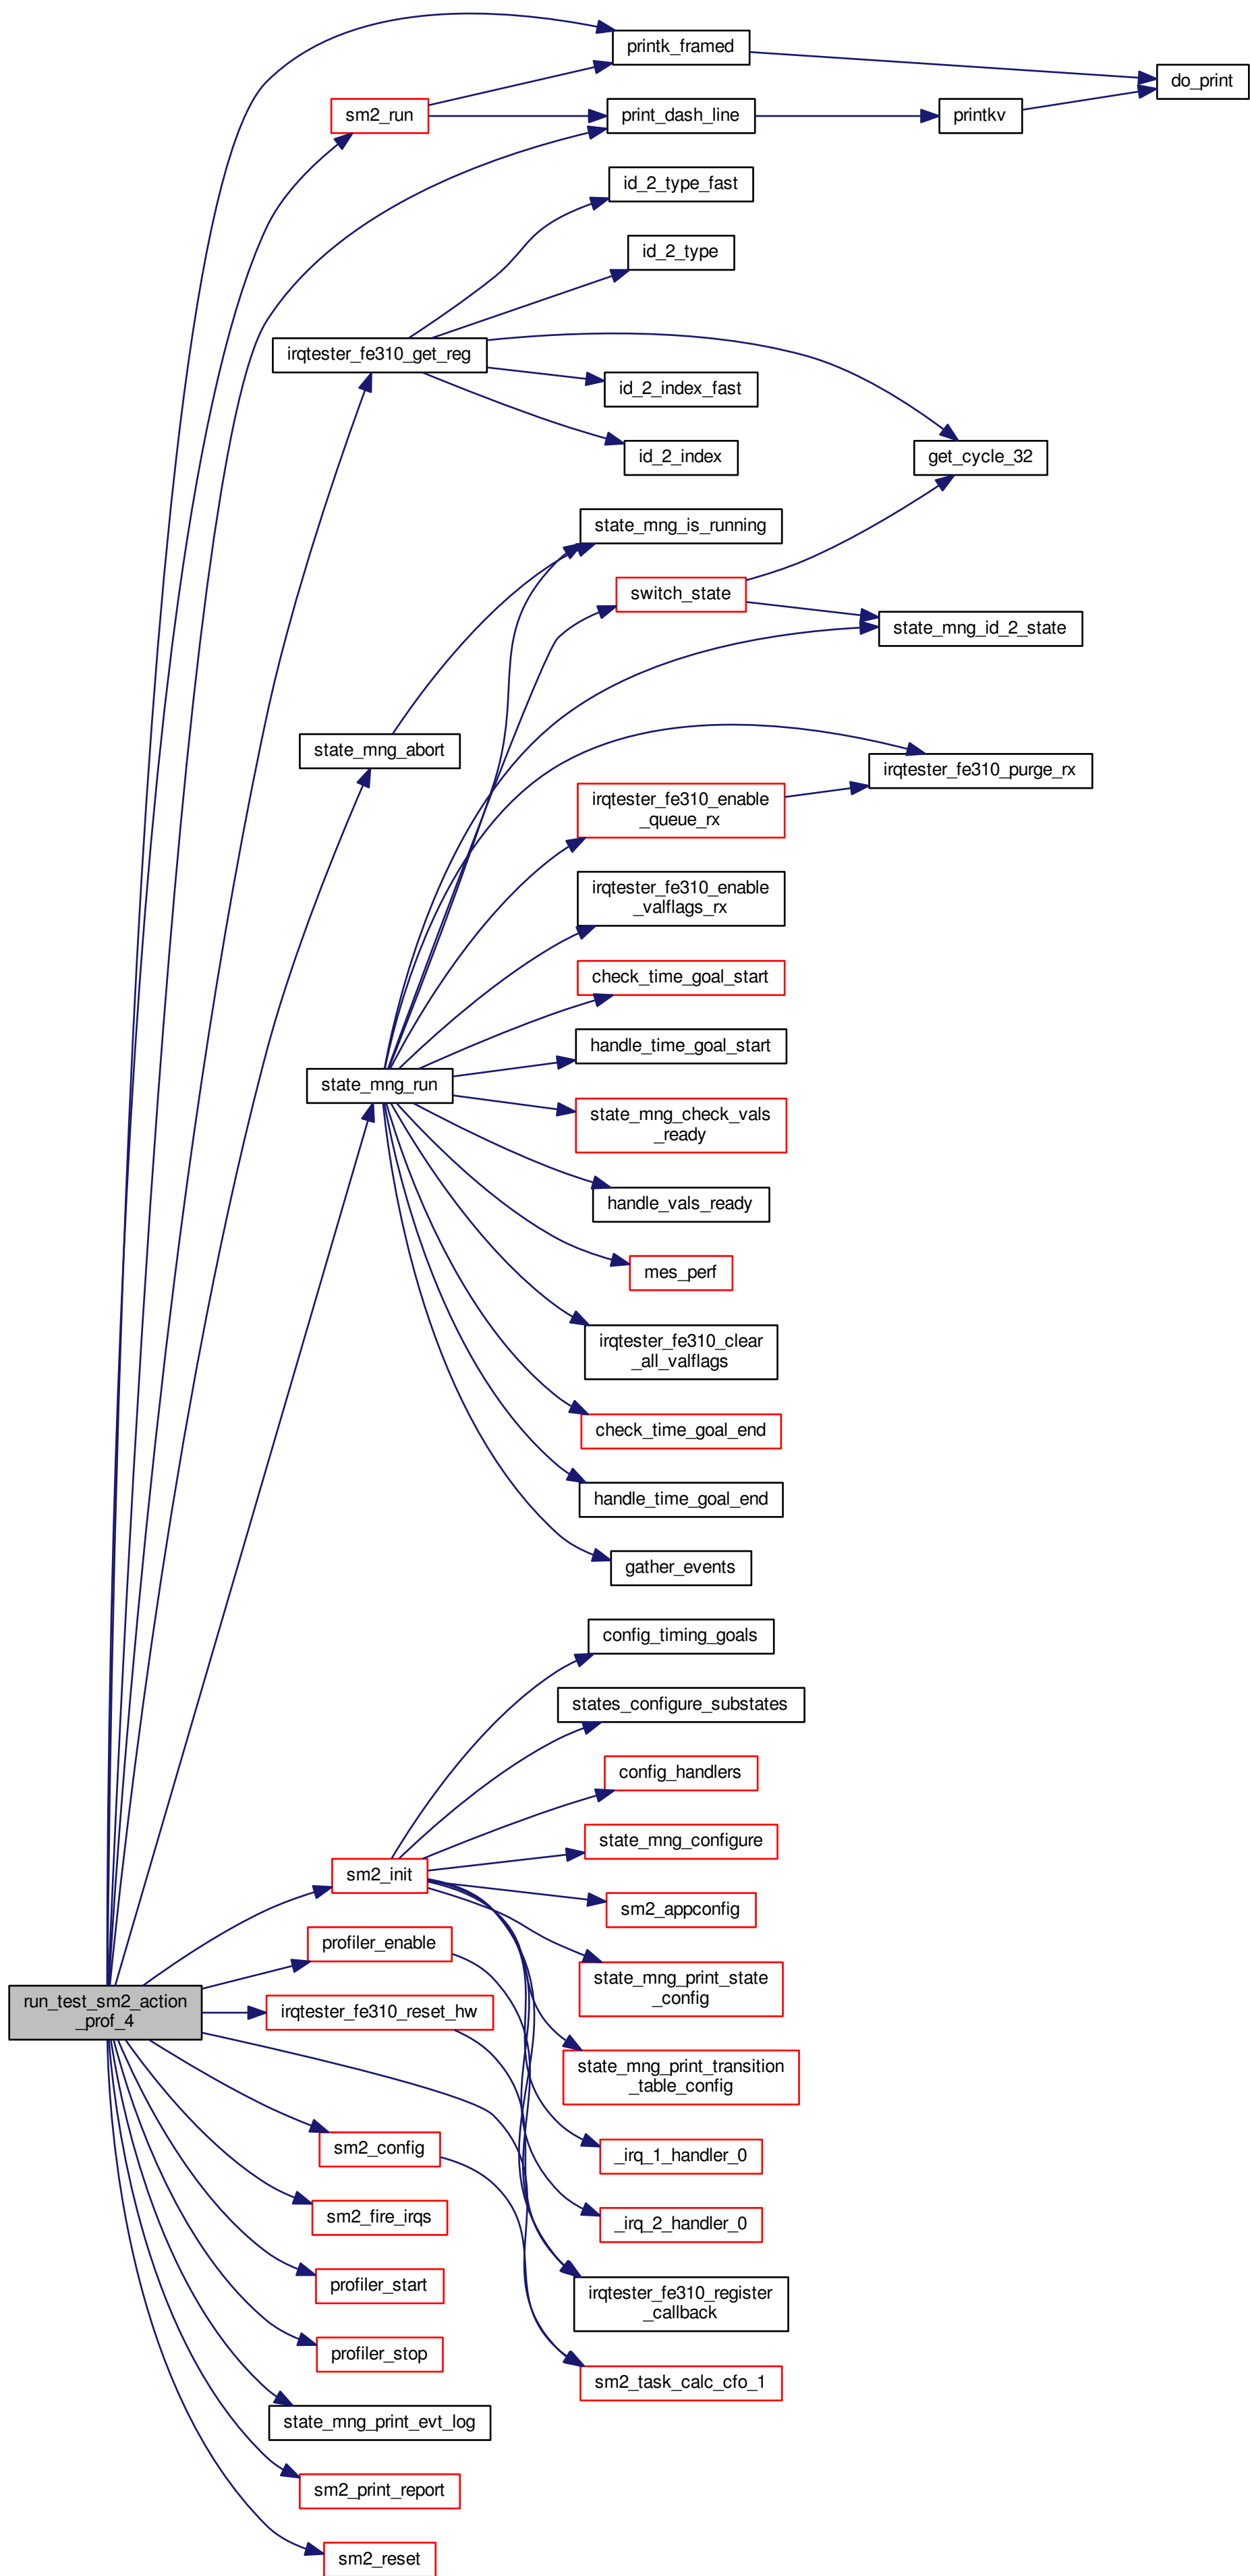 printk_framed
do_print
sm2_run
print_dash_line
printkv
id_2_type_fast
id_2_type
irqtester_fe310_get_reg
id_2_index_fast
id_2_index
get_cycle_32
state_mng_is_running
switch_state
state_mng_id_2_state
state_mng_abort
irqtester_fe310_purge_rx
irqtester_fe310_enable
_queue_rx
irqtester_fe310_enable
_valflags_rx
check_time_goal_start
handle_time_goal_start
state_mng_run
state_mng_check_vals
_ready
handle_vals_ready
mes_perf
irqtester_fe310_clear
_all_valflags
check_time_goal_end
handle_time_goal_end
gather_events
config_timing_goals
states_configure_substates
config_handlers
state_mng_configure
sm2_init
sm2_appconfig
profiler_enable
state_mng_print_state
_config
run_test_sm2_action
_prof_4
irqtester_fe310_reset_hw
state_mng_print_transition
_table_config
sm2_config
_irq_1_handler_0
sm2_fire_irqs
_irq_2_handler_0
profiler_start
irqtester_fe310_register
_callback
profiler_stop
sm2_task_calc_cfo_1
state_mng_print_evt_log
sm2_print_report
sm2_reset